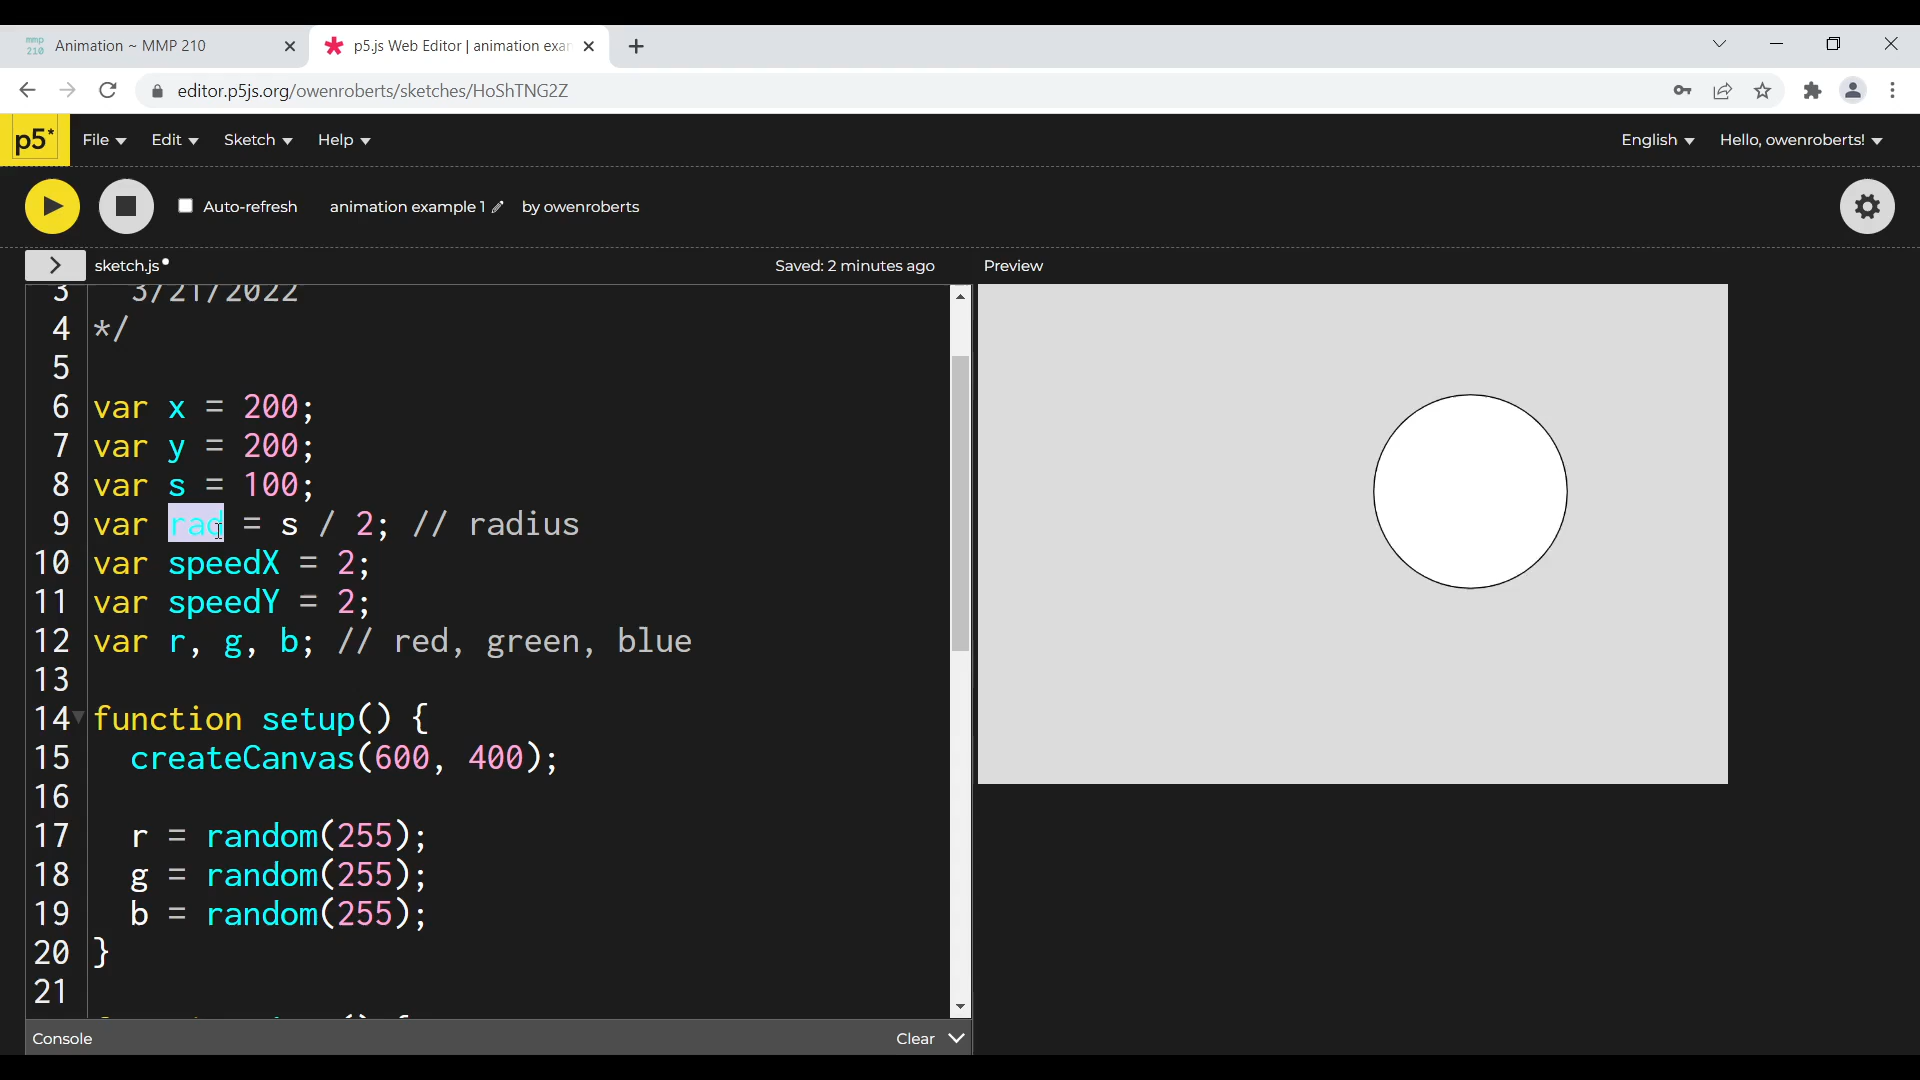 mmp 210 Animation ~ MMP 210 p5.js Web Editor | animation exa
editor.p5js.org/owenroberts/sketches/HoShTNG2Z
p5* File Edit Sketch Help English Hello, owenroberts!
Auto-refresh animation example 1 by owenroberts
sketch.js Saved: 2 minutes ago Preview
3 3/21/2022
4 */
5
6 var x = 200;
7 var y = 200;
8 var s = 100;
9 var rad = s / 2; // radius
10 var speedX = 2;
11 var speedY = 2;
12 var r, g, b; // red, green, blue
13
14 function setup() {
15 createCanvas(600, 400);
16
17 r = random(255);
18 g = random(255);
19 b = random(255);
20 }
21
Console Clear